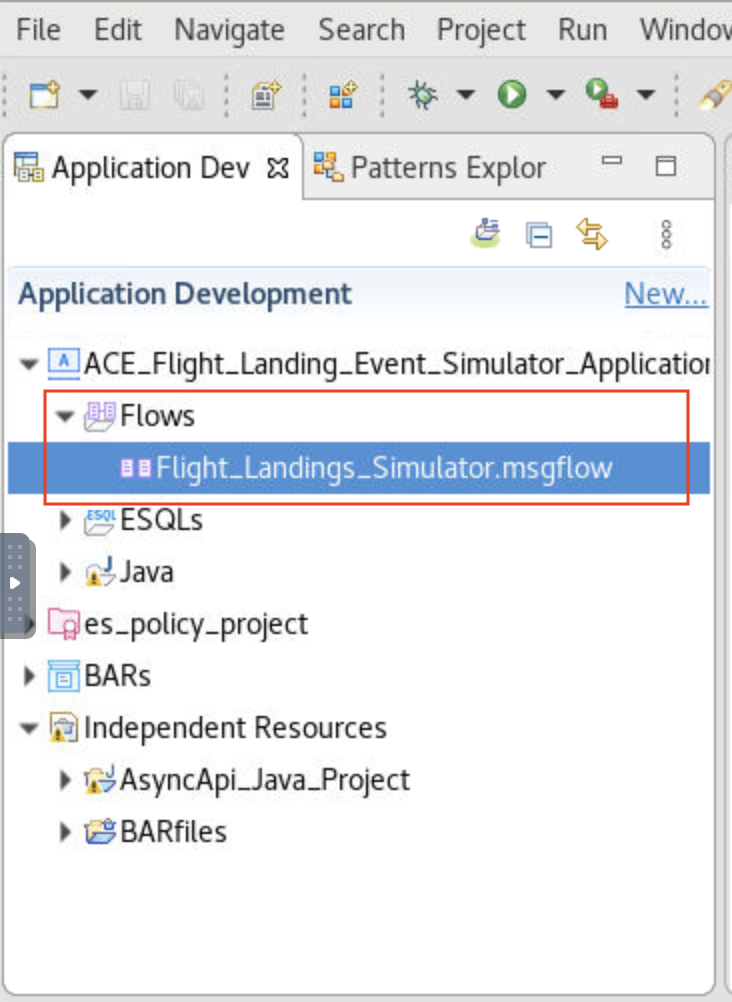 File Edit Navigate Search Project Run Window
Application Dev Patterns Explor
Application Development New...
A ACE_Flight_Landing_Event_Simulator_Application
Flows
Flight_Landings_Simulator.msgflow
ESQL ESQLs
Java
es_policy_project
BARs
Independent Resources
AsyncApi_Java_Project
BARfiles